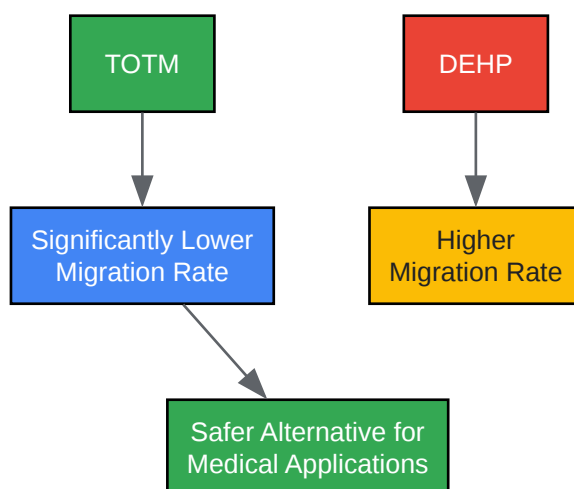 TOTM
DEHP
Significantly Lower
Migration Rate
Higher
Migration Rate
Safer Alternative for
Medical Applications